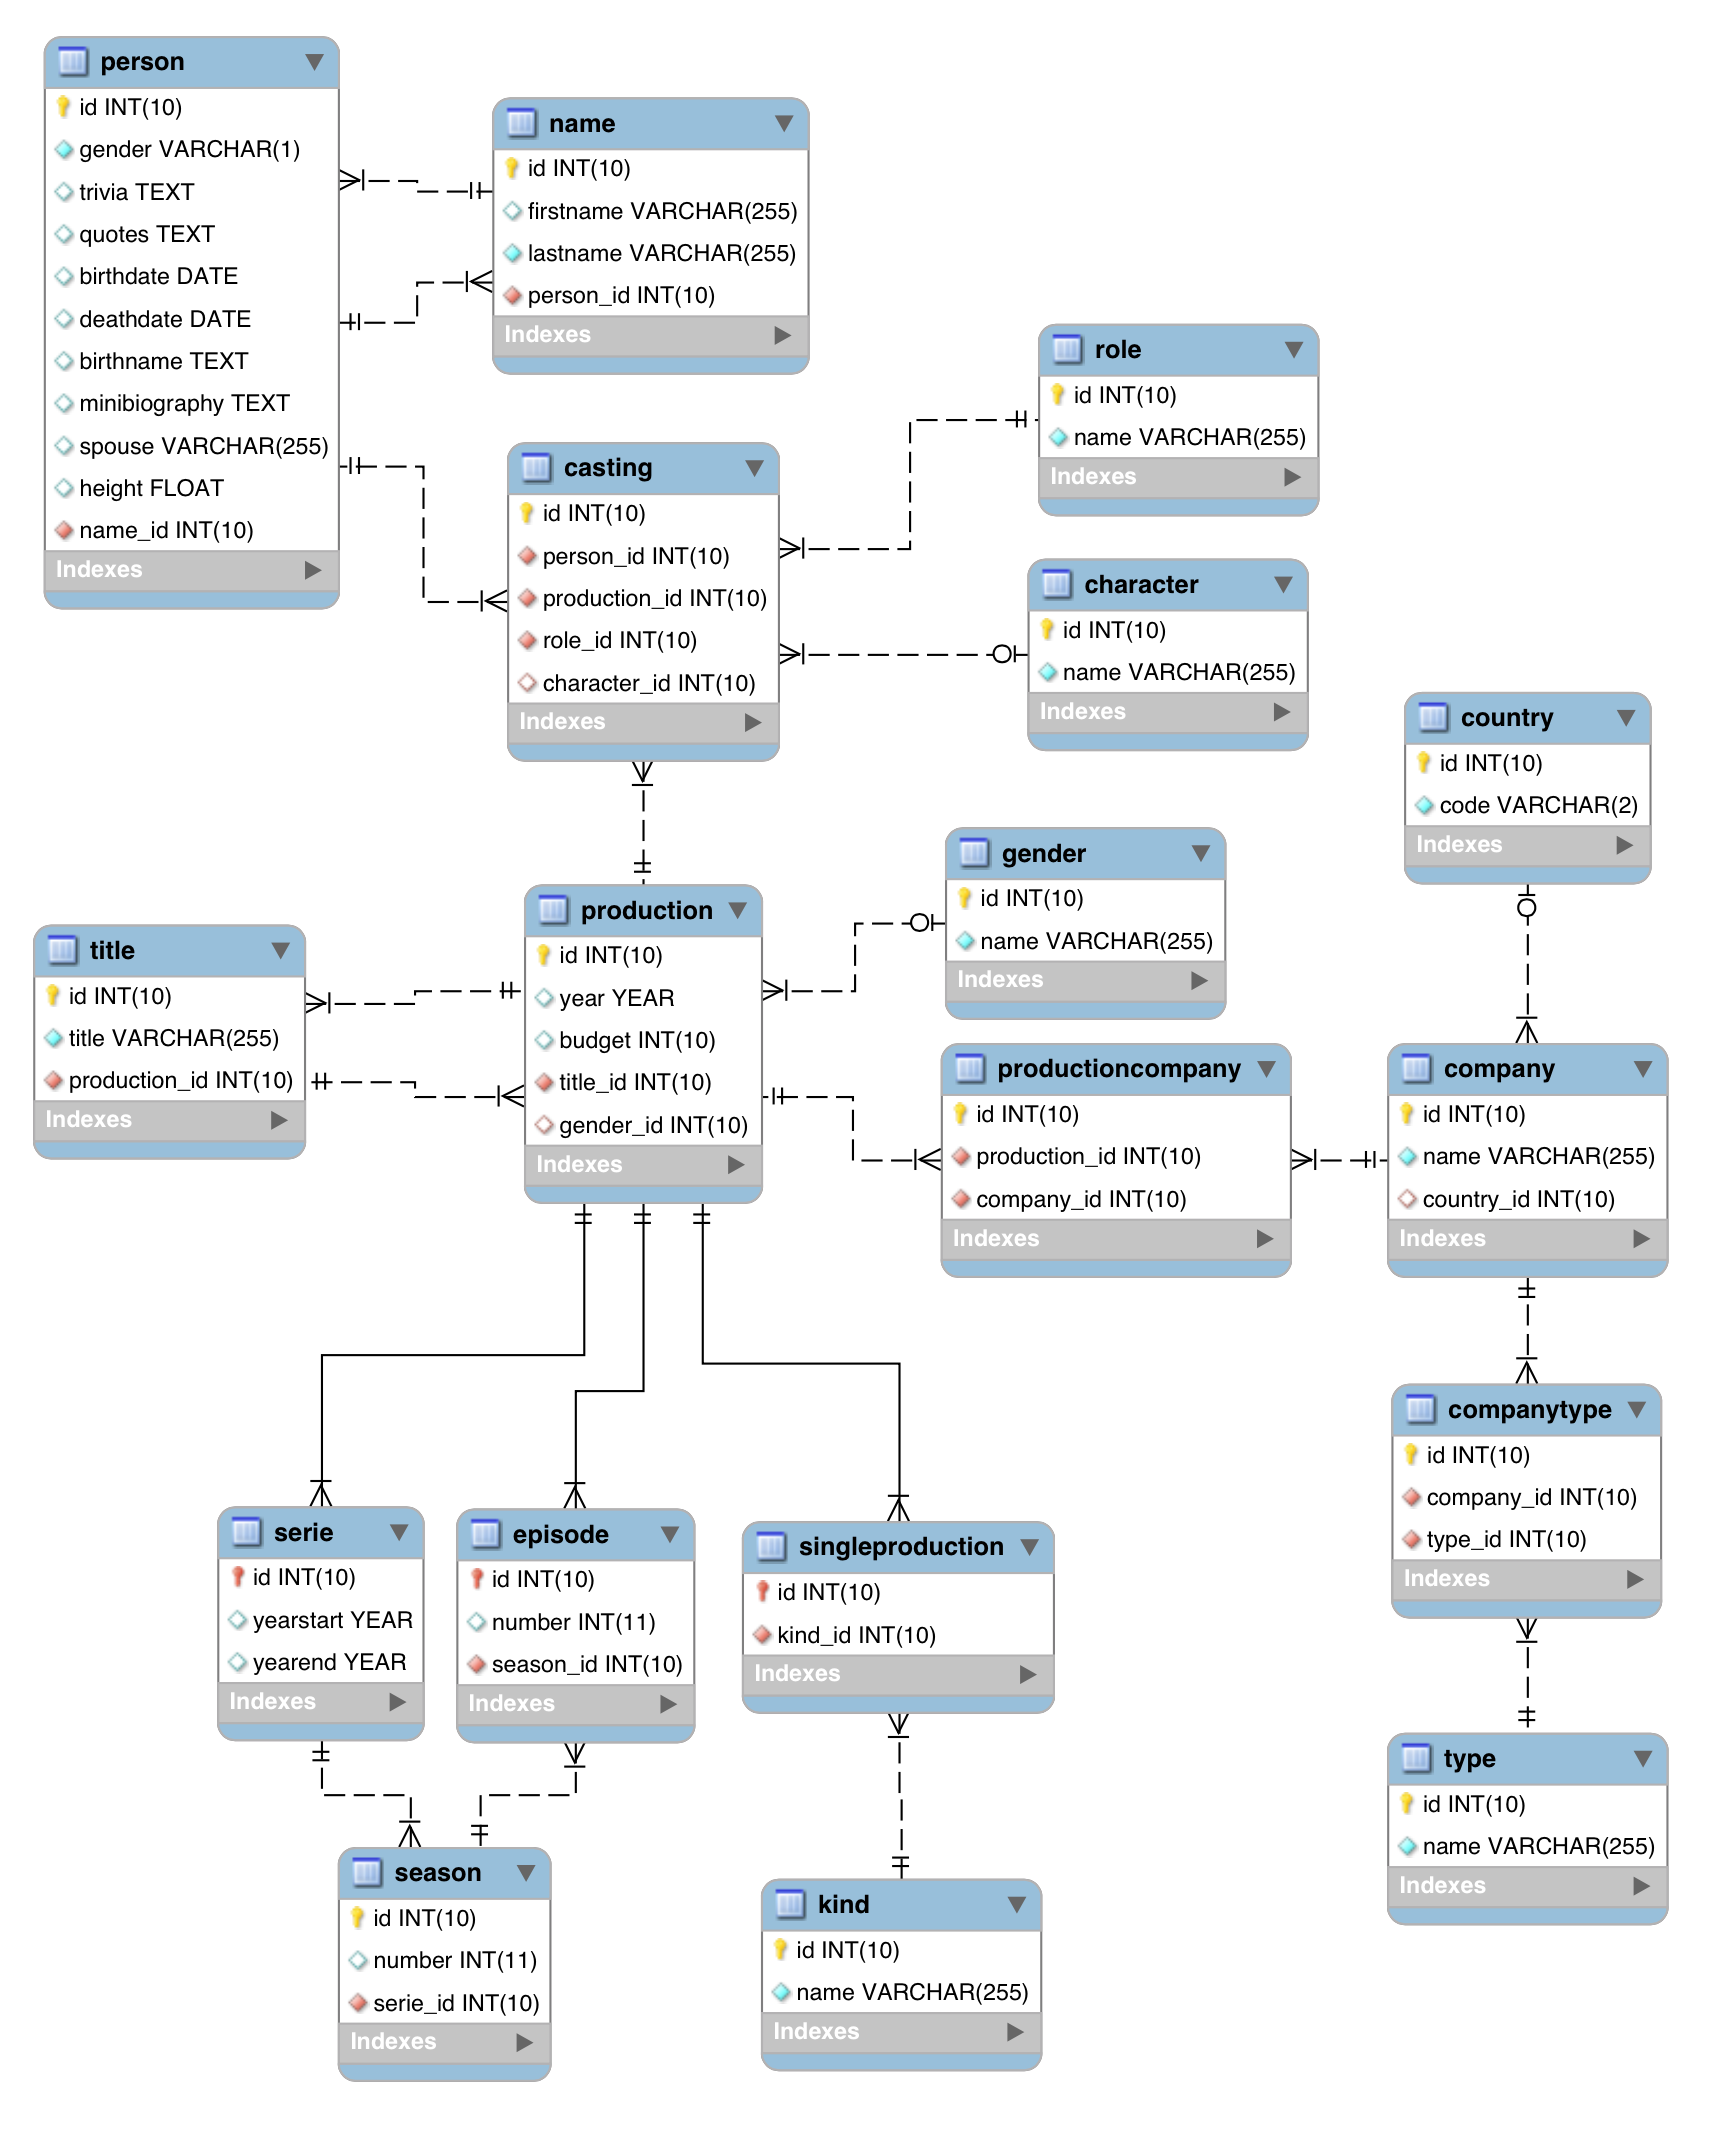 person
id INT(10)
gender VARCHAR(1)
trivia TEXT
quotes TEXT
birthdate DATE
deathdate DATE
birthname TEXT
minibiography TEXT
spouse VARCHAR(255)
height FLOAT
name_id INT(10)
Indexes
name
id INT(10)
firstname VARCHAR(255)
lastname VARCHAR(255)
person_id INT(10)
Indexes
role
id INT(10)
name VARCHAR(255)
Indexes
casting
id INT(10)
person_id INT(10)
production_id INT(10)
role_id INT(10)
character_id INT(10)
Indexes
character
id INT(10)
name VARCHAR(255)
Indexes
country
id INT(10)
code VARCHAR(2)
Indexes
gender
id INT(10)
name VARCHAR(255)
Indexes
production
id INT(10)
year YEAR
budget INT(10)
title_id INT(10)
gender_id INT(10)
Indexes
title
id INT(10)
title VARCHAR(255)
production_id INT(10)
Indexes
productioncompany
id INT(10)
production_id INT(10)
company_id INT(10)
Indexes
company
id INT(10)
name VARCHAR(255)
country_id INT(10)
Indexes
companytype
id INT(10)
company_id INT(10)
type_id INT(10)
Indexes
serie
id INT(10)
yearstart YEAR
yearend YEAR
Indexes
episode
id INT(10)
number INT(11)
season_id INT(10)
Indexes
singleproduction
id INT(10)
kind_id INT(10)
Indexes
type
id INT(10)
name VARCHAR(255)
Indexes
season
id INT(10)
number INT(11)
serie_id INT(10)
Indexes
kind
id INT(10)
name VARCHAR(255)
Indexes